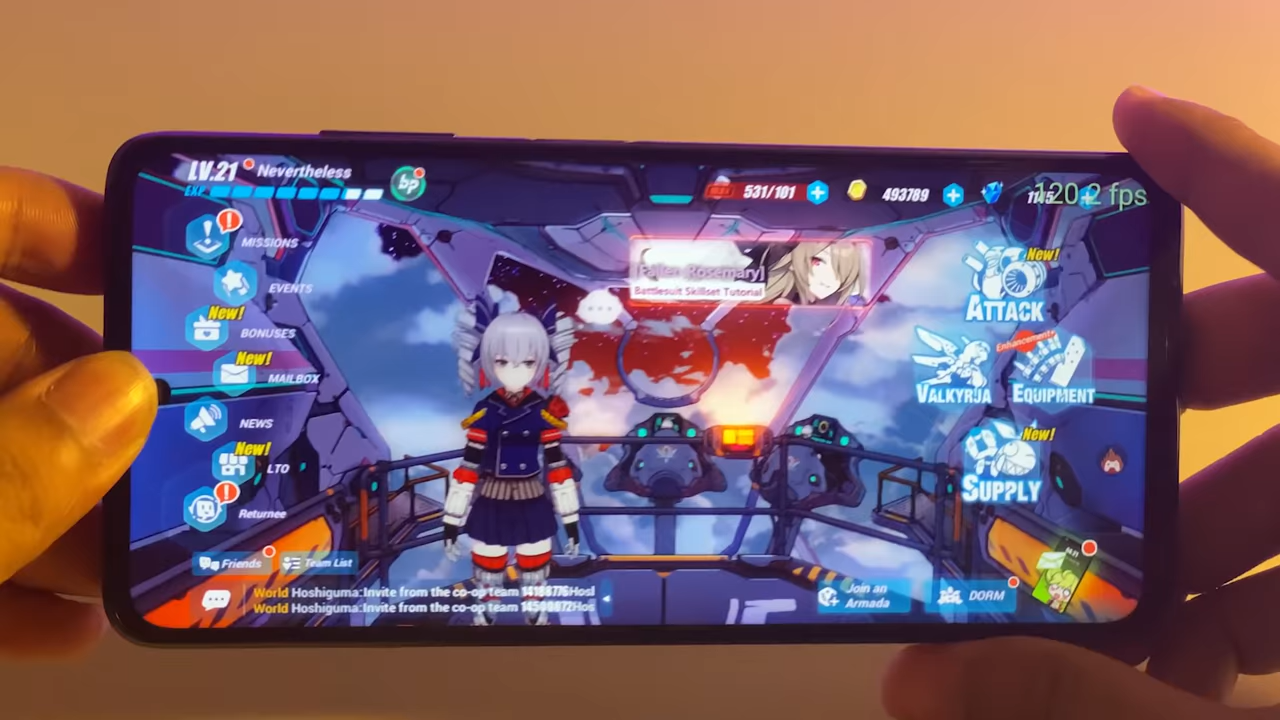 LV.21 Nevertheless
EXP
bp
531/101
493789
120.2 fps
MISSIONS
EVENTS
New!
BONUSES
New!
MAILBOX
NEWS
New!
LTO
Returnee
[Fallen Rosemary]
Battlesuit Skillset Tutorial
New!
ATTACK
Enhancements
VALKYRJA
EQUIPMENT
New!
SUPPLY
Friends
Team List
World Hoshiguma:Invite from the co-op team
World Hoshiguma:Invite from the co-op team
Join an
Armada
DORM